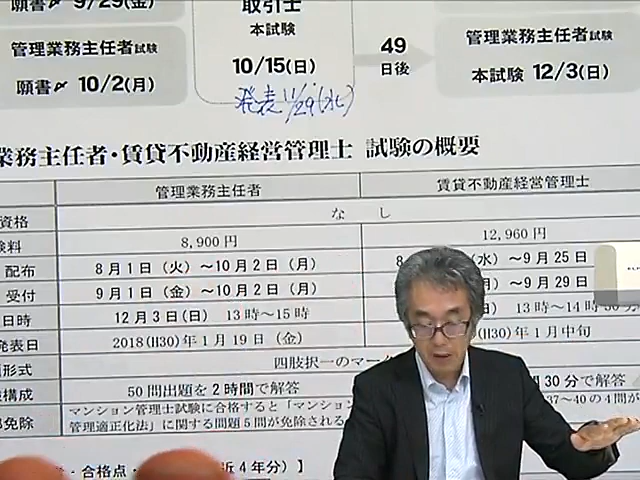 願書〆 9/29(金)
取引士
本試験
10/15(日)
発表 11/29(水)
管理業務主任者試験
願書〆 10/2(月)
49
日後
管理業務主任者試験
本試験 12/3(日)
業務主任者・賃貸不動産経営管理士 試験の概要
管理業務主任者
賃貸不動産経営管理士
資格
なし
験料
8,900円
12,960円
配布
8月1日(火)〜10月2日(月)
(水)〜9月25日
受付
9月1日(金)〜10月2日(月)
)〜9月29日
日時
12月3日(日) 13時〜15時
日) 13時〜14時30分
発表日
2018(H30)年1月19日(金)
(H30)年1月中旬
形式
四肢択一のマーク
構成
50問出題を2時間で解答
間30分で解答
免除
マンション管理士試験に合格すると「マンション
管理適正化法」に関する問題5問が免除される
37〜40の4問が
・合格点
近4年分)】